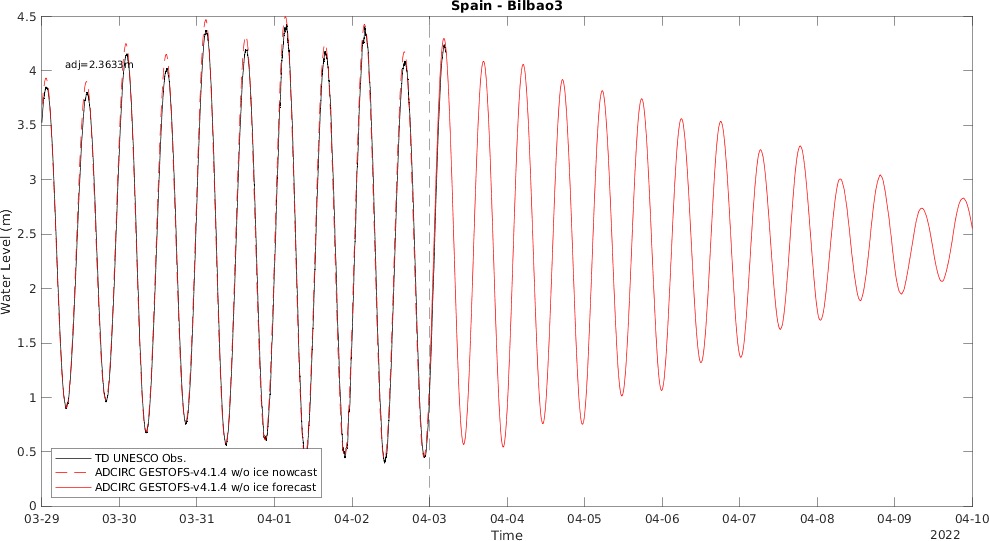 Spain - Bilbao3
4.5
4
3.5
3
2.5
2
1.5
1
0.5
0
Water Level (m)
adj=2.3633m
TD UNESCO Obs.
ADCIRC GESTOFS-v4.1.4 w/o ice nowcast
ADCIRC GESTOFS-v4.1.4 w/o ice forecast
03-29 03-30 03-31 04-01 04-02 04-03 04-04 04-05 04-06 04-07 04-08 04-09 04-10
Time
2022